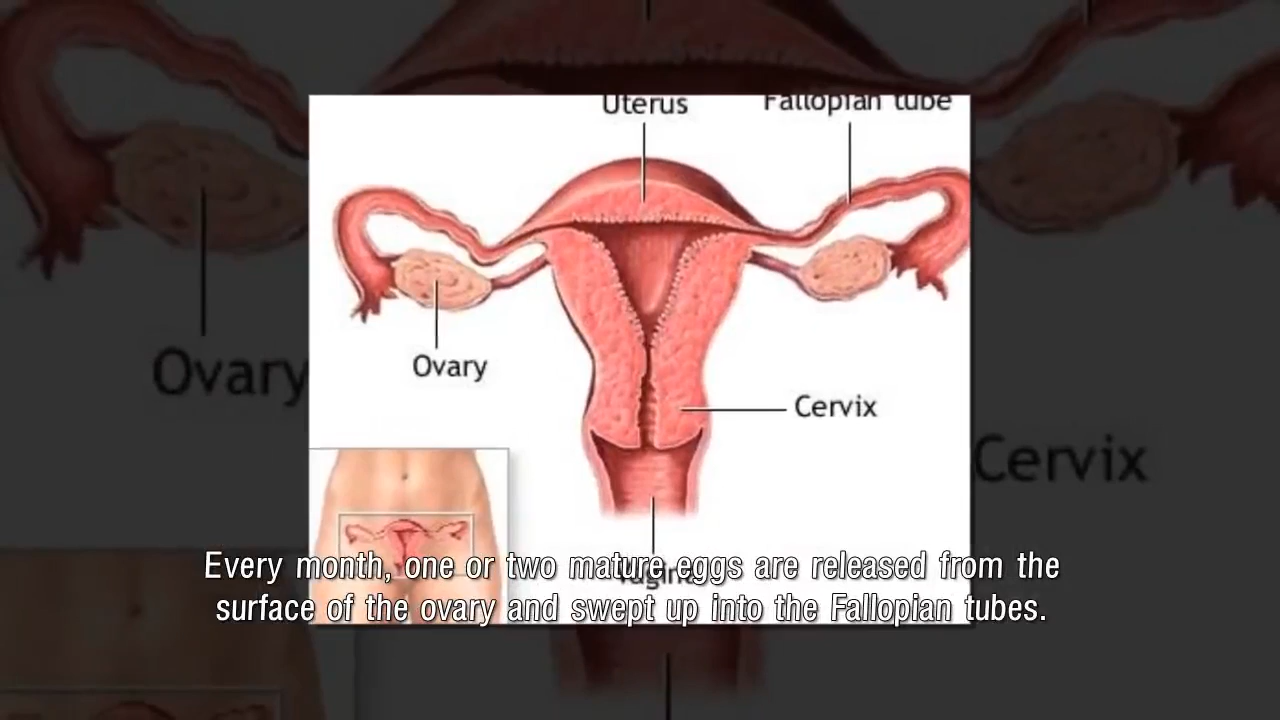 Uterus
Fallopian tube
Ovary
Ovary
Cervix
Cervix
Vagina
Every month, one or two mature eggs are released from the
surface of the ovary and swept up into the Fallopian tubes.